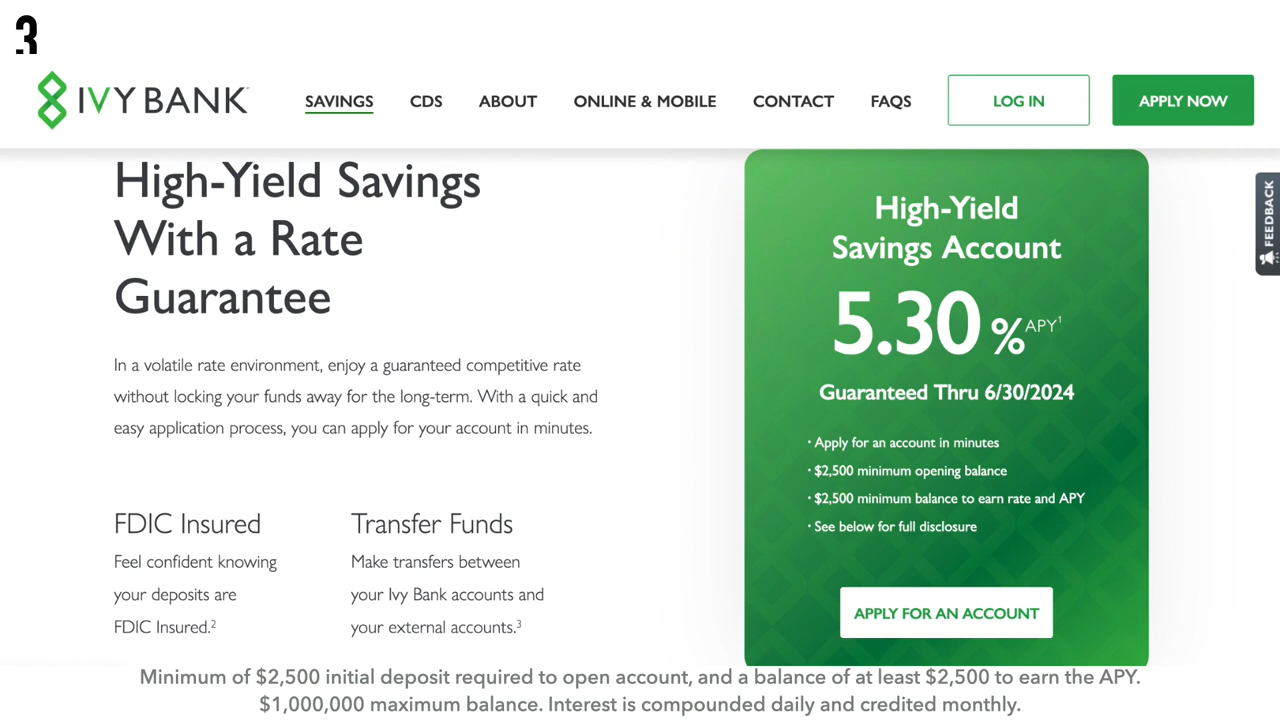 3
IVY BANK
SAVINGS CDS ABOUT ONLINE & MOBILE CONTACT FAQS LOG IN APPLY NOW
High-Yield Savings
With a Rate
Guarantee
In a volatile rate environment, enjoy a guaranteed competitive rate
without locking your funds away for the long-term. With a quick and
easy application process, you can apply for your account in minutes.
FDIC Insured
Feel confident knowing
your deposits are
FDIC Insured.2
Transfer Funds
Make transfers between
your Ivy Bank accounts and
your external accounts.3
High-Yield
Savings Account
5.30 % APY1
Guaranteed Thru 6/30/2024
· Apply for an account in minutes
· $2,500 minimum opening balance
· $2,500 minimum balance to earn rate and APY
· See below for full disclosure
APPLY FOR AN ACCOUNT
FEEDBACK
Minimum of $2,500 initial deposit required to open account, and a balance of at least $2,500 to earn the APY.
$1,000,000 maximum balance. Interest is compounded daily and credited monthly.